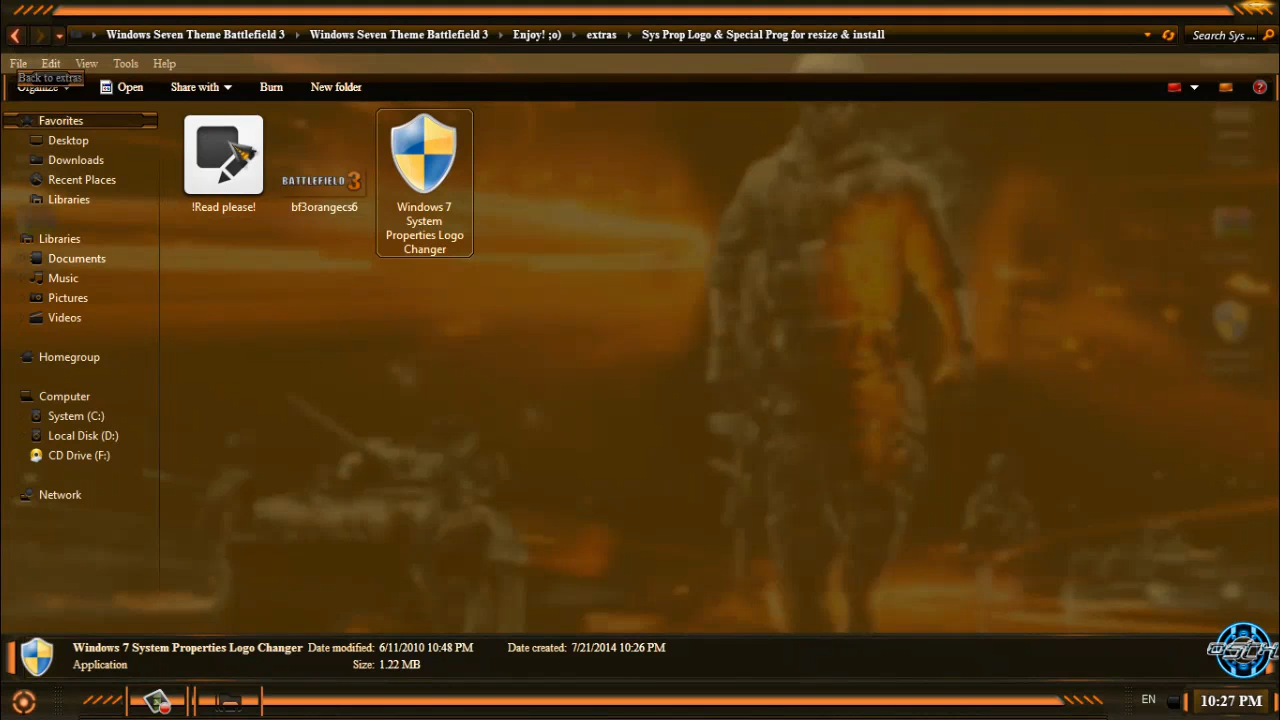 Windows Seven Theme Battlefield 3 Windows Seven Theme Battlefield 3 Enjoy! ;o) extras Sys Prop Logo & Special Prog for resize & install Search Sys ...
File Edit View Tools Help
Back to extras
Organize Open Share with Burn New folder
Favorites
Desktop
Downloads
Recent Places
Libraries
Libraries
Documents
Music
Pictures
Videos
Homegroup
Computer
System (C:)
Local Disk (D:)
CD Drive (F:)
Network
!Read please!
BATTLEFIELD 3
bf3orangecs6
Windows 7
System
Properties Logo
Changer
Windows 7 System Properties Logo Changer Date modified: 6/11/2010 10:48 PM Date created: 7/21/2014 10:26 PM
Application Size: 1.22 MB
EN 10:27 PM